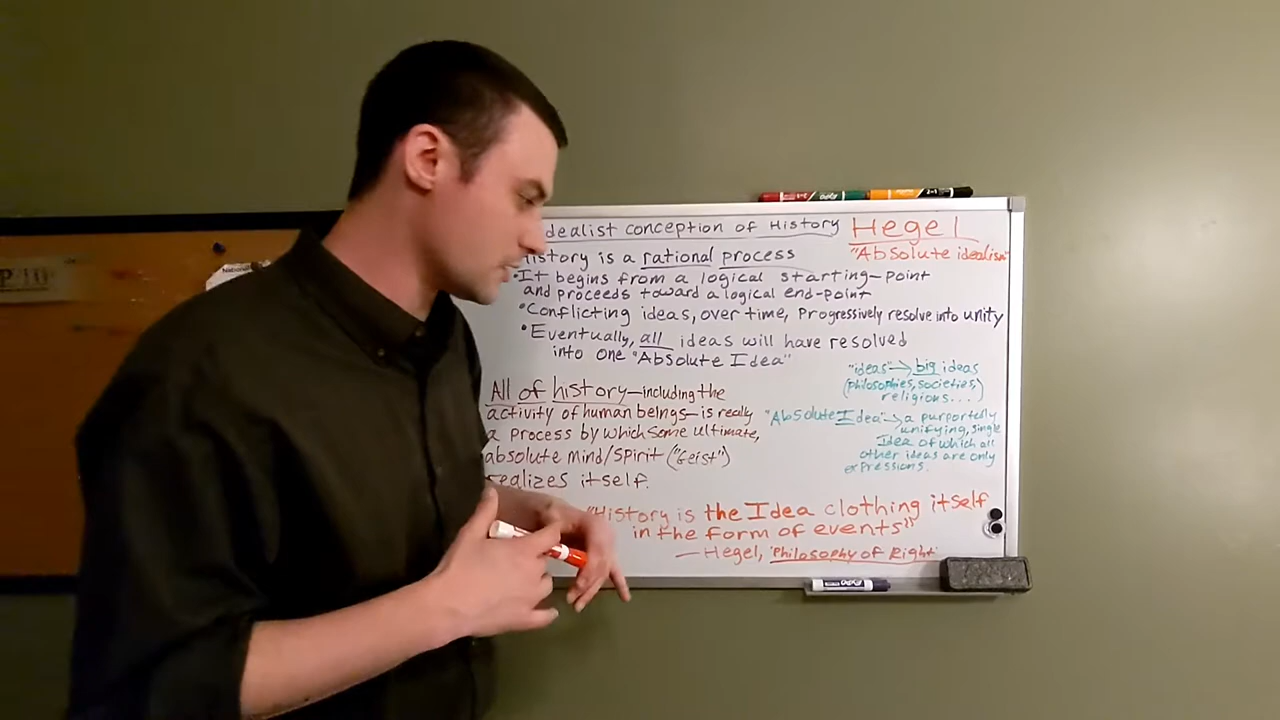 dealist conception of History Hegel
"Absolute idealism"
History is a rational process
•It begins from a logical starting-point
and proceeds toward a logical end-point
•Conflicting ideas, over time, Progressively resolve into unity
•Eventually, all ideas will have resolved
into one "Absolute Idea"
"ideas"→big ideas
(philosophies, societies,
religions...)
All of history—including the
activity of human beings—is really
a process by which some ultimate,
absolute mind/spirit ("Geist")
realizes itself.
"Absolute Idea"→a purportedly
unifying, single
Idea of which all
other ideas are only
expressions.
"History is the Idea clothing itself
in the form of events"
—Hegel, 'Philosophy of Right'
National
EXPO